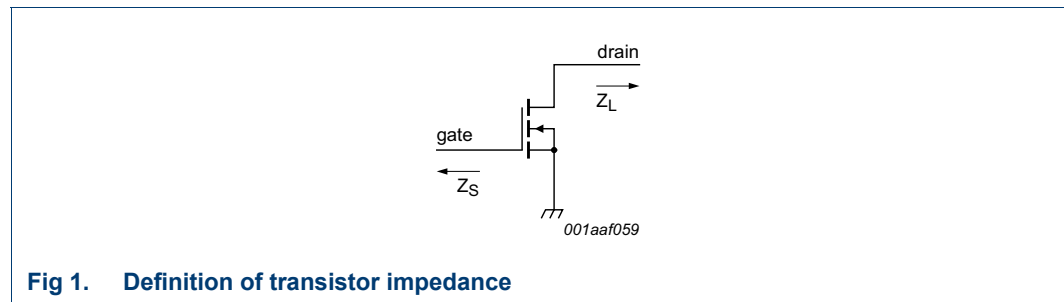 drain
Z_L
gate
Z_S
001aaf059
Fig 1. Definition of transistor impedance